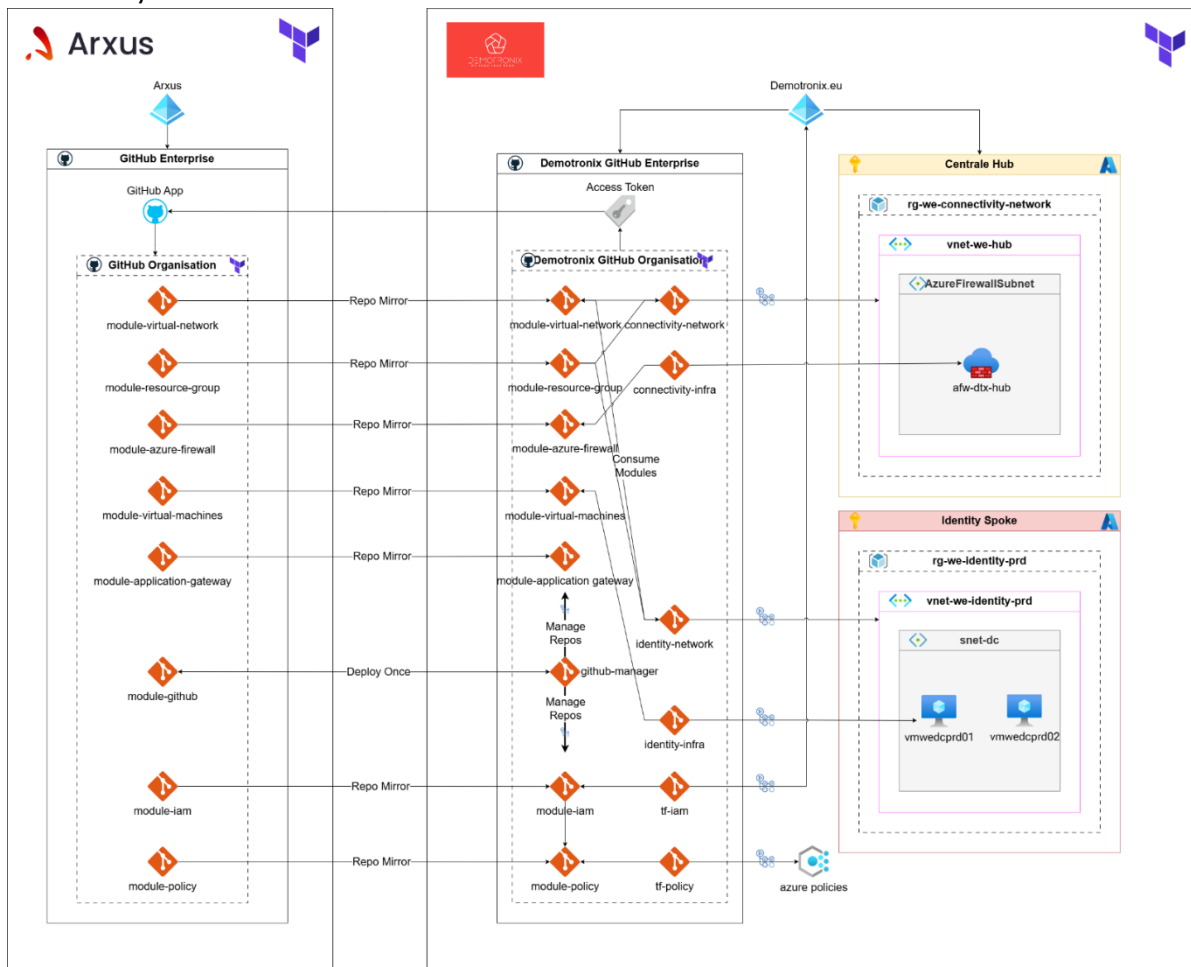 Arxus
DEMOTRONIX
Arxus
Demotronix.eu
GitHub Enterprise
Demotronix GitHub Enterprise
Centrale Hub
GitHub App
Access Token
rg-we-connectivity-network
GitHub Organisation
Demotronix GitHub Organisation
vnet-we-hub
AzureFirewallSubnet
Repo Mirror
module-virtual-network
module-virtual-network
connectivity-network
Repo Mirror
module-resource-group
module-resource-group
connectivity-infra
afw-dtx-hub
Repo Mirror
module-azure-firewall
module-azure-firewall
Consume
Modules
Repo Mirror
module-virtual-machines
module-virtual-machines
Identity Spoke
Repo Mirror
module-application-gateway
module-application gateway
rg-we-identity-prd
vnet-we-identity-prd
Manage
Repos
identity-network
snet-dc
Deploy Once
module-github
github-manager
Manage
Repos
identity-infra
vmwedcprd01
vmwedcprd02
Repo Mirror
module-iam
module-iam
tf-iam
Repo Mirror
module-policy
module-policy
tf-policy
azure policies